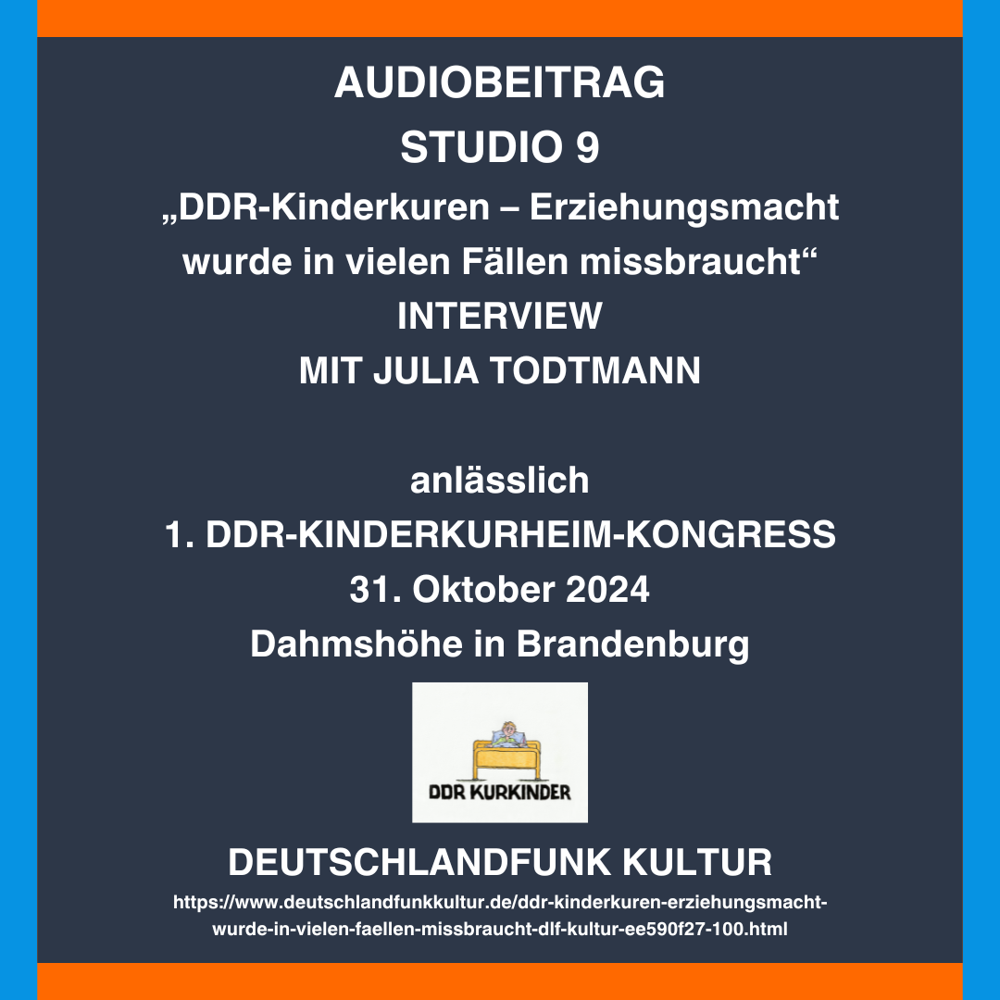 AUDIOBEITRAG
STUDIO 9
„DDR-Kinderkuren – Erziehungsmacht
wurde in vielen Fällen missbraucht“
INTERVIEW
MIT JULIA TODTMANN
anlässlich
1. DDR-KINDERKURHEIM-KONGRESS
31. Oktober 2024
Dahmshöhe in Brandenburg
DDR KURKINDER
DEUTSCHLANDFUNK KULTUR
https://www.deutschlandfunkkultur.de/ddr-kinderkuren-erziehungsmacht-
wurde-in-vielen-faellen-missbraucht-dlf-kultur-ee590f27-100.html